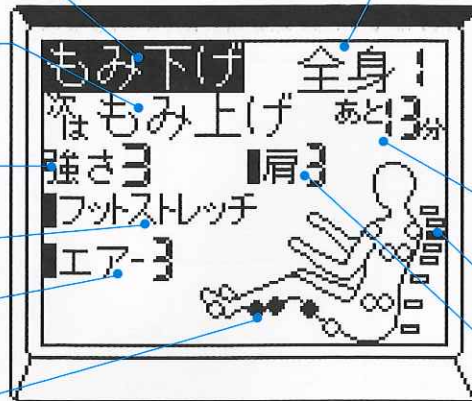 もみ下げ 全身1
次は もみ上げ あと13分
強さ3 肩3
フットストレッチ
エアー3